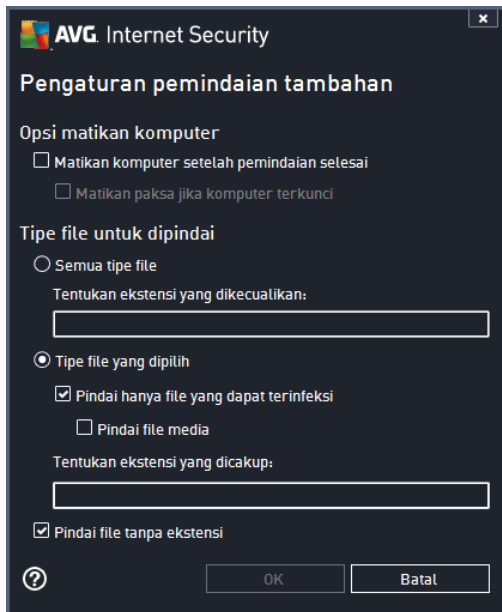 AVG. Internet Security
Pengaturan pemindaian tambahan
Opsi matikan komputer
Matikan komputer setelah pemindaian selesai
Matikan paksa jika komputer terkunci
Tipe file untuk dipindai
Semua tipe file
Tentukan ekstensi yang dikecualikan:
Tipe file yang dipilih
Pindai hanya file yang dapat terinfeksi
Pindai file media
Tentukan ekstensi yang dicakup:
Pindai file tanpa ekstensi
OK Batal